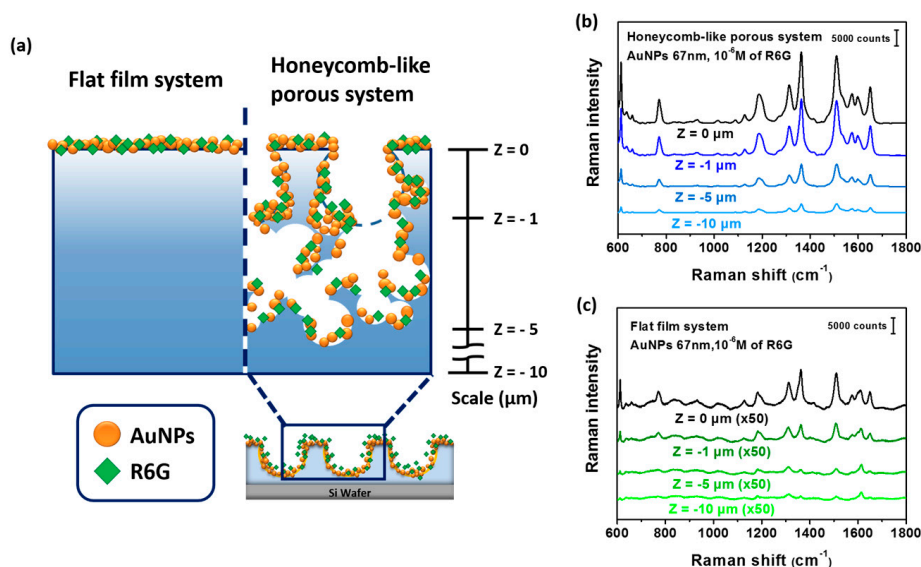 (a)
Flat film system
Honeycomb-like
porous system
Z = 0
Z = - 1
Z = - 5
Z = - 10
Scale (μm)
AuNPs
R6G
Si Wafer
(b)
Raman intensity
Honeycomb-like porous system
AuNPs 67nm, 10⁻⁶M of R6G
5000 counts
Z = 0 μm
Z = -1 μm
Z = -5 μm
Z = -10 μm
600 800 1000 1200 1400 1600 1800
Raman shift (cm⁻¹)
(c)
Raman intensity
Flat film system
AuNPs 67nm,10⁻⁶M of R6G
5000 counts
Z = 0 μm (x50)
Z = -1 μm (x50)
Z = -5 μm (x50)
Z = -10 μm (x50)
600 800 1000 1200 1400 1600 1800
Raman shift (cm⁻¹)